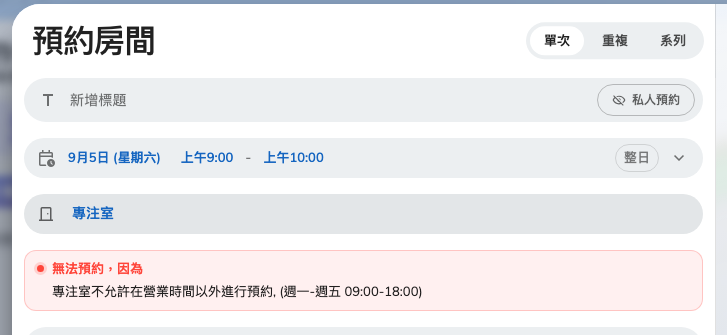 預約房間
單次 重複 系列
新增標題 私人預約
9月5日 (星期六) 上午9:00 - 上午10:00 整日
專注室
無法預約，因為
專注室不允許在營業時間以外進行預約, (週一-週五 09:00-18:00)